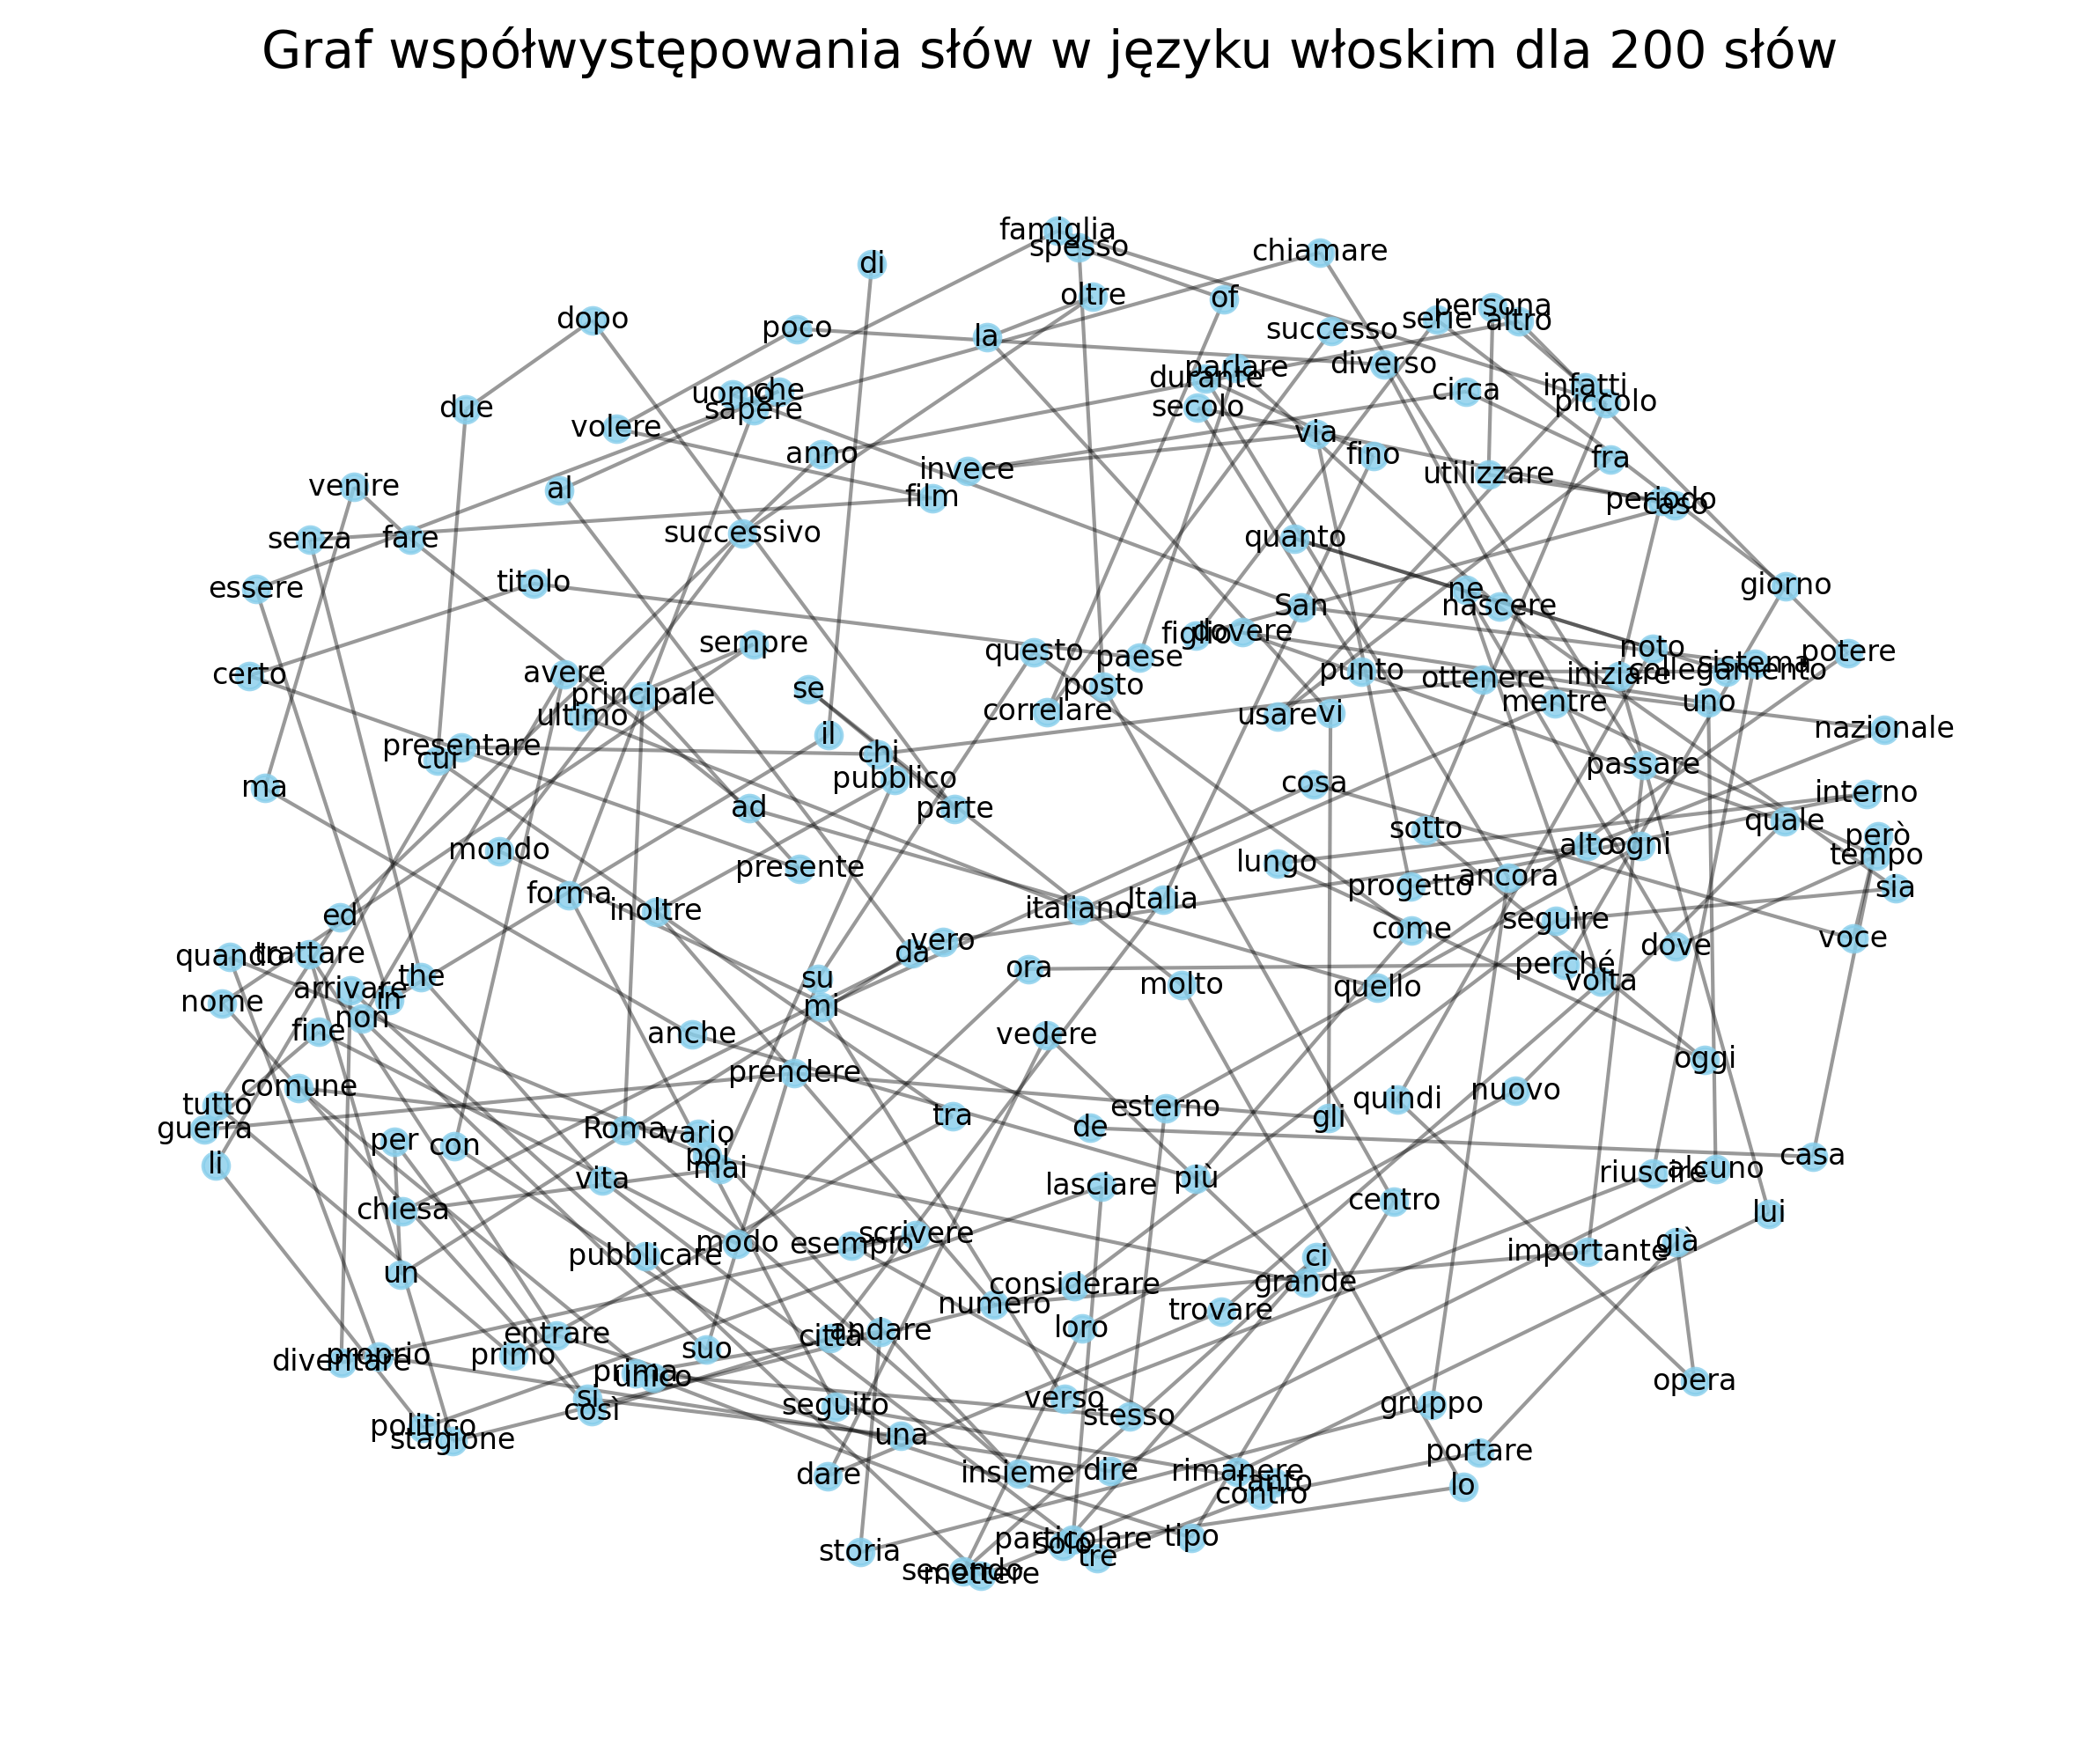 Graf współwystępowania słów w języku włoskim dla 200 słów
famiglia
spesso
chiamare
di
oltre
of
persona
dopo
poco
la
successo
serie
altro
parlare
diverso
durante
infatti
uomo
che
circa
piccolo
due
sapere
secolo
volere
via
anno
fino
fra
invece
utilizzare
venire
al
film
periodo
caso
senza
fare
successivo
quanto
essere
titolo
ne
giorno
San
nascere
figlio
dovere
sempre
questo
paese
noto
sistema
potere
certo
avere
principale
se
posto
punto
ottenere
iniziare
collegamento
ultimo
correlare
usare
vi
mentre
uno
nazionale
presentare
cui
il
chi
pubblico
passare
ma
ad
parte
cosa
interno
mondo
presente
sotto
quale
però
lungo
alto
ogni
tempo
forma
inoltre
italiano
Italia
progetto
ancora
sia
ed
come
seguire
quando
trattare
vero
da
dove
voce
the
su
ora
molto
quello
perché
volta
nome
arrivare
in
non
mi
fine
anche
vedere
comune
prendere
oggi
tutto
guerra
per
con
Roma
vario
tra
de
esterno
gli
quindi
nuovo
li
poi
mai
vita
lasciare
più
centro
riuscire
alcuno
casa
chiesa
lui
un
pubblicare
modo
esempio
scrivere
ci
importante
già
considerare
grande
numero
trovare
diventare
proprio
primo
entrare
suo
città
andare
loro
prima
unico
opera
si
così
seguito
verso
stesso
gruppo
politico
stagione
una
portare
dare
insieme
dire
rimanere
tanto
contro
lo
storia
particolare
solo
tre
tipo
secondo
mettere